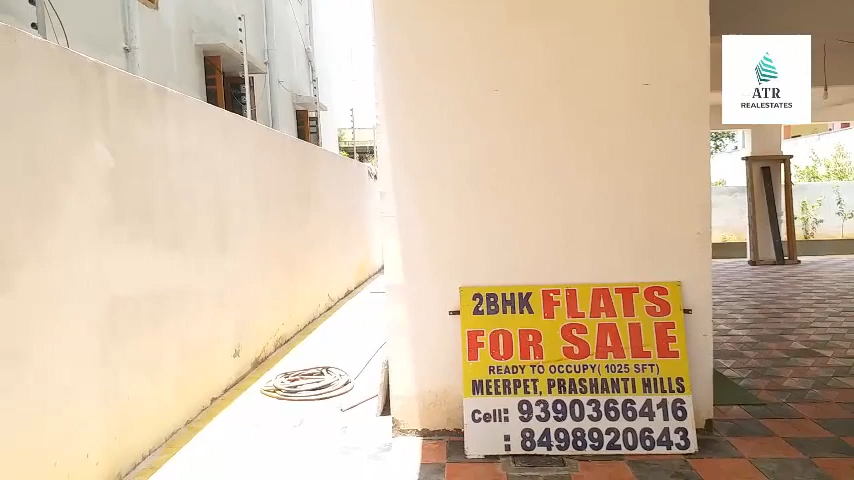 ATR
REALESTATES
2BHK FLATS
FOR SALE
READY TO OCCUPY( 1025 SFT)
MEERPET, PRASHANTI HILLS
Cell: 9390366416
: 8498920643